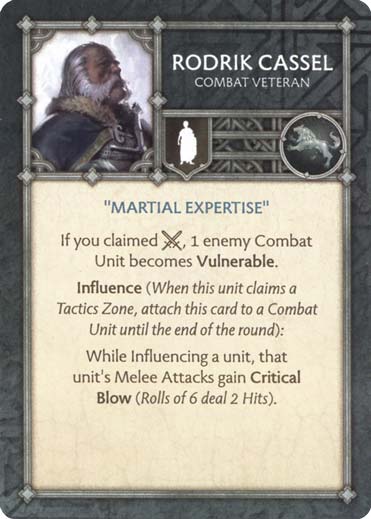 RODRIK CASSEL
COMBAT VETERAN
"MARTIAL EXPERTISE"
If you claimed , 1 enemy Combat
Unit becomes Vulnerable.
Influence (When this unit claims a
Tactics Zone, attach this card to a Combat
Unit until the end of the round):
While Influencing a unit, that
unit's Melee Attacks gain Critical
Blow (Rolls of 6 deal 2 Hits).